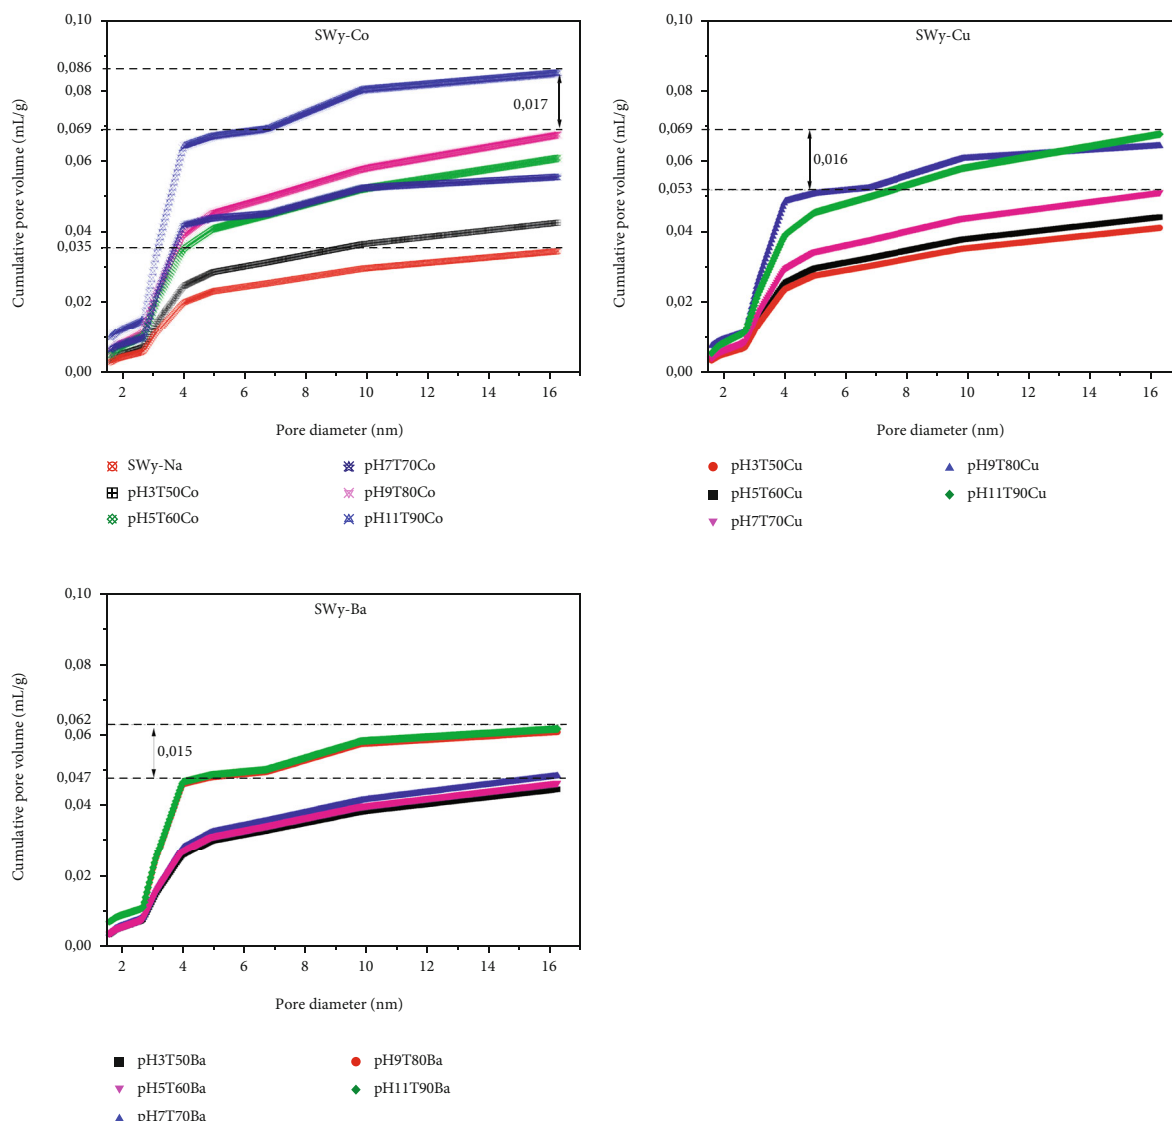 SWy-Co
0,10
0,086
0,08
0,069
0,06
0,04
0,035
0,02
0,00
0,017
2 4 6 8 10 12 14 16
Cumulative pore volume (mL/g)
Pore diameter (nm)
SWy-Na
pH3T50Co
pH5T60Co
pH7T70Co
pH9T80Co
pH11T90Co
SWy-Cu
0,10
0,08
0,069
0,06
0,053
0,04
0,02
0,00
0,016
2 4 6 8 10 12 14 16
Cumulative pore volume (mL/g)
Pore diameter (nm)
pH3T50Cu
pH5T60Cu
pH7T70Cu
pH9T80Cu
pH11T90Cu
SWy-Ba
0,10
0,08
0,062
0,06
0,047
0,04
0,02
0,00
0,015
2 4 6 8 10 12 14 16
Cumulative pore volume (mL/g)
Pore diameter (nm)
pH3T50Ba
pH5T60Ba
pH7T70Ba
pH9T80Ba
pH11T90Ba